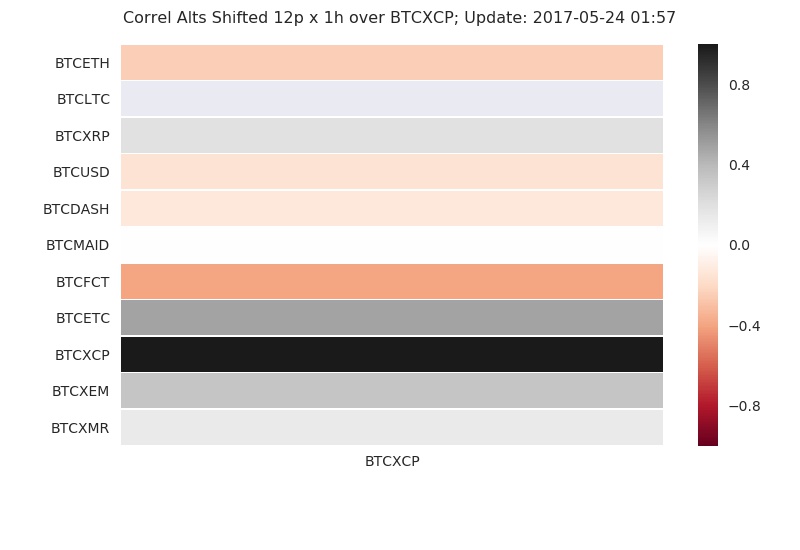 Correl Alts Shifted 12p x 1h over BTCXCP; Update: 2017-05-24 01:57
BTCETH
BTCLTC
BTCXRP
BTCUSD
BTCDASH
BTCMAID
BTCFCT
BTCETC
BTCXCP
BTCXEM
BTCXMR
BTCXCP
0.8
0.4
0.0
−0.4
−0.8